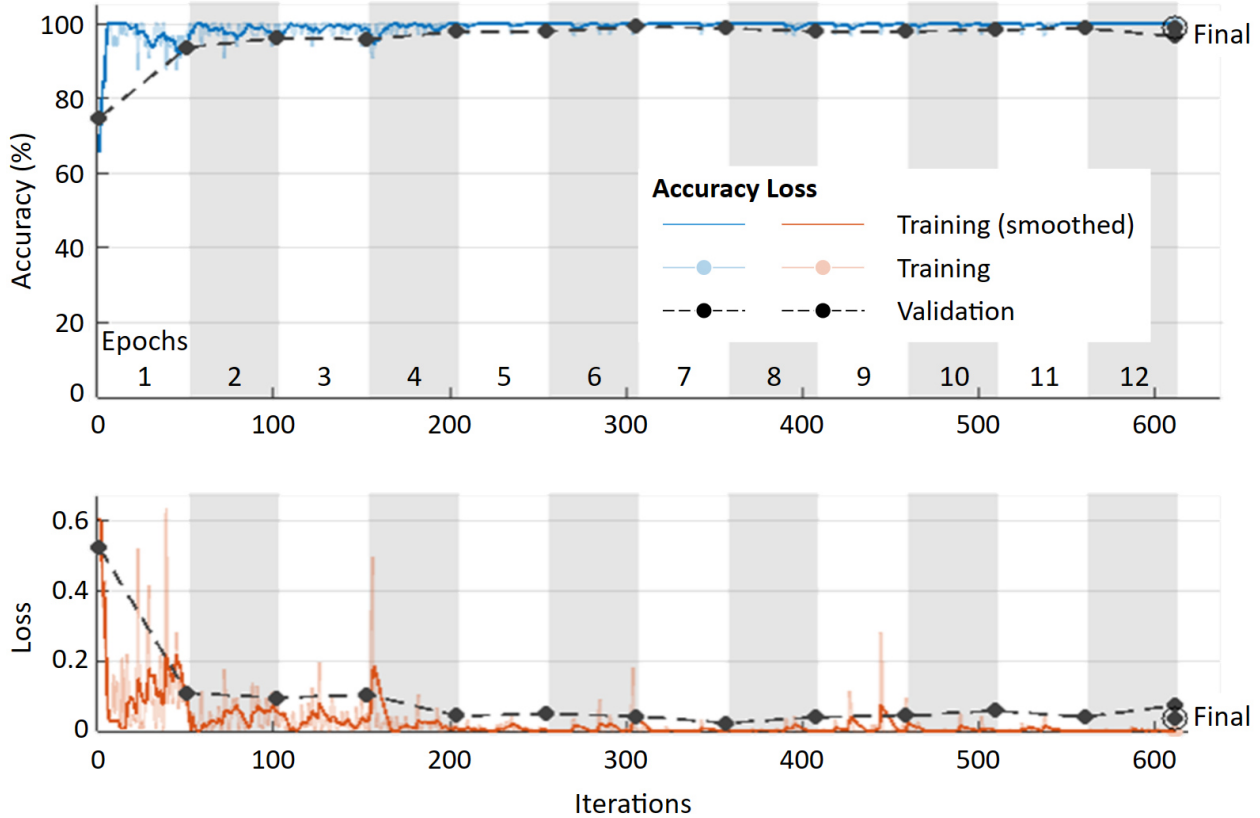 100
80
60
40
20
0
Accuracy (%)
Final
Accuracy Loss
Training (smoothed)
Training
Validation
Epochs
1 2 3 4 5 6 7 8 9 10 11 12
0 100 200 300 400 500 600
0.6
0.4
0.2
0
Loss
Final
0 100 200 300 400 500 600
Iterations